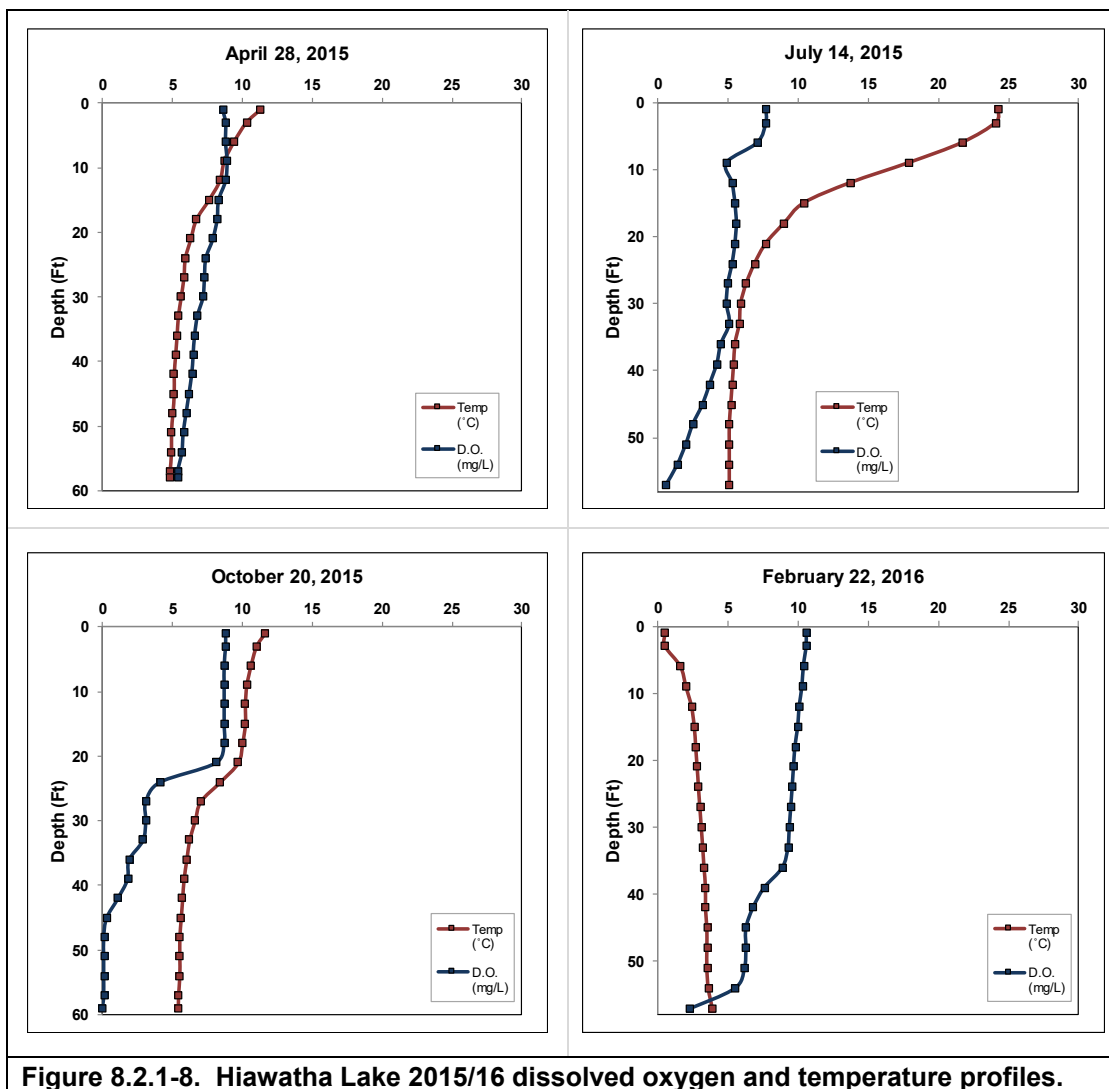 April 28, 2015
0 5 10 15 20 25 30
0
10
20
30
40
50
60
Depth (Ft)
Temp
(˚C)
D.O.
(mg/L)
July 14, 2015
0 5 10 15 20 25 30
0
10
20
30
40
50
Depth (Ft)
Temp
(˚C)
D.O.
(mg/L)
October 20, 2015
0 5 10 15 20 25 30
0
10
20
30
40
50
60
Depth (Ft)
Temp
(˚C)
D.O.
(mg/L)
February 22, 2016
0 5 10 15 20 25 30
0
10
20
30
40
50
Depth (Ft)
Temp
(˚C)
D.O.
(mg/L)
Figure 8.2.1-8. Hiawatha Lake 2015/16 dissolved oxygen and temperature profiles.